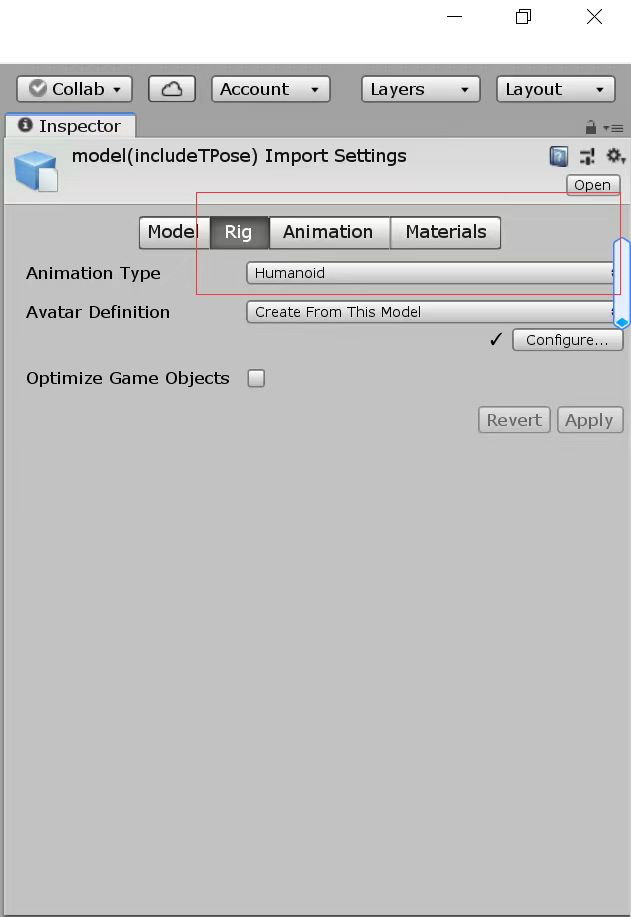 Collab Account Layers Layout
Inspector
model(includeTPose) Import Settings
Open
Model Rig Animation Materials
Animation Type Humanoid
Avatar Definition Create From This Model
✓ Configure...
Optimize Game Objects
Revert Apply